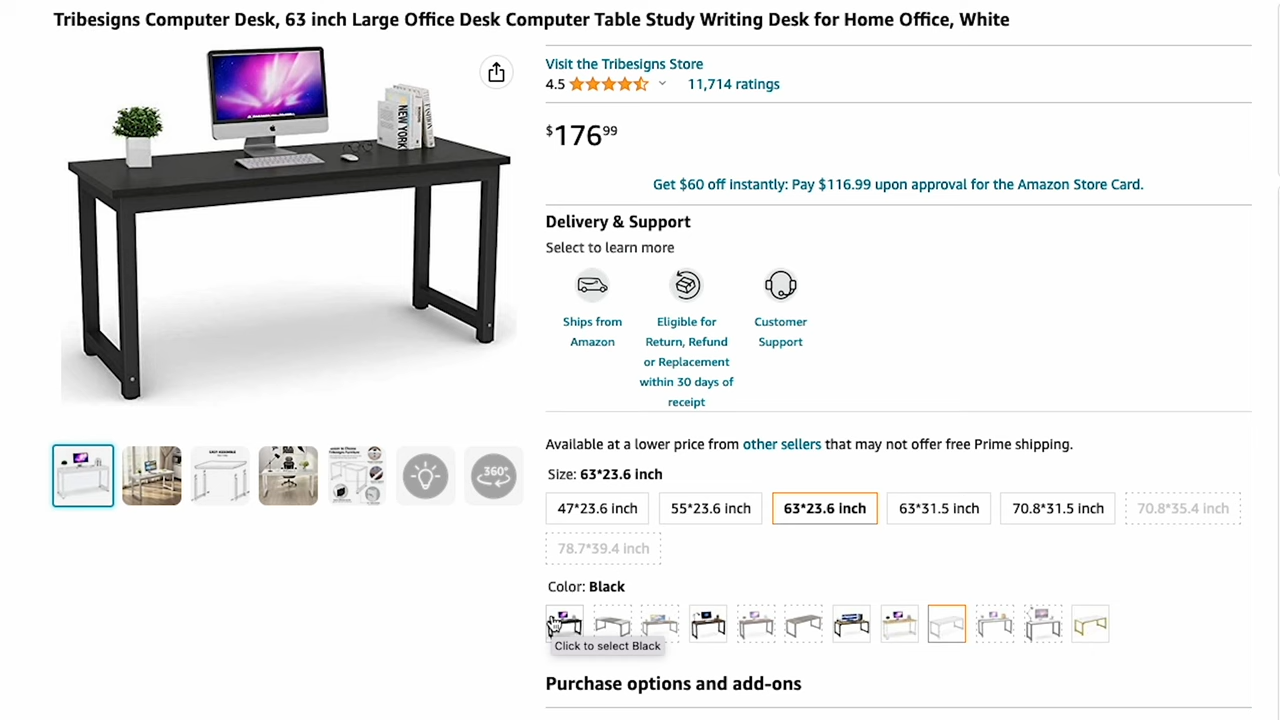 Tribesigns Computer Desk, 63 inch Large Office Desk Computer Table Study Writing Desk for Home Office, White
NEW YORK
FASHION
Visit the Tribesigns Store
4.5 11,714 ratings
$176.99
Get $60 off instantly: Pay $116.99 upon approval for the Amazon Store Card.
Delivery & Support
Select to learn more
Ships from
Amazon
Eligible for
Return, Refund
or Replacement
within 30 days of
receipt
Customer
Support
360°
Available at a lower price from other sellers that may not offer free Prime shipping.
Size: 63*23.6 inch
47*23.6 inch 55*23.6 inch 63*23.6 inch 63*31.5 inch 70.8*31.5 inch 70.8*35.4 inch
78.7*39.4 inch
Color: Black
Click to select Black
Purchase options and add-ons